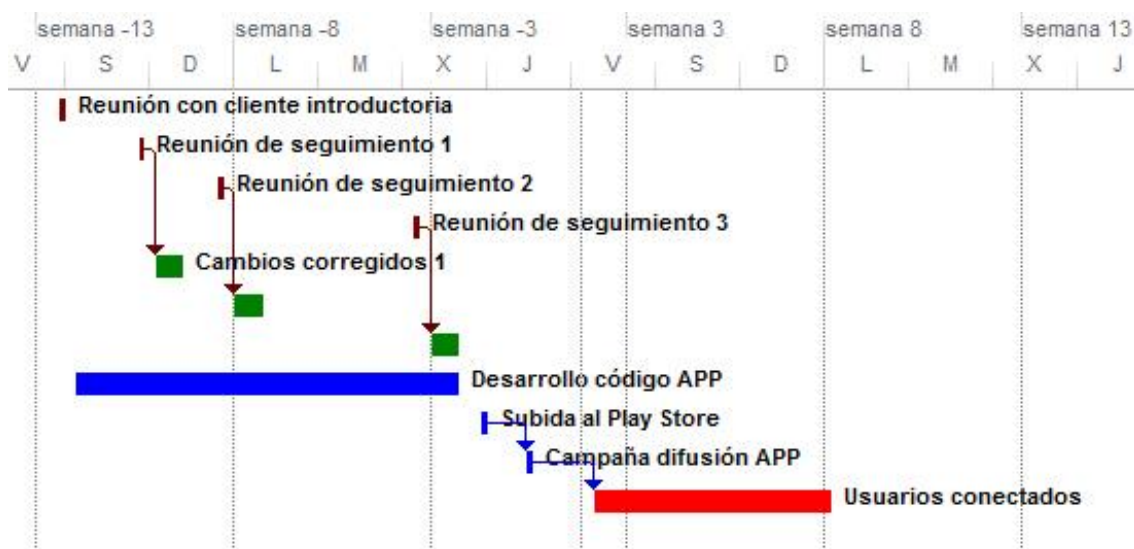 semana -13 semana -8 semana -3 semana 3 semana 8 semana 13
V S D L M X J V S D L M X J
Reunión con cliente introductoria
Reunión de seguimiento 1
Reunión de seguimiento 2
Reunión de seguimiento 3
Cambios corregidos 1
Desarrollo código APP
Subida al Play Store
Campaña difusión APP
Usuarios conectados